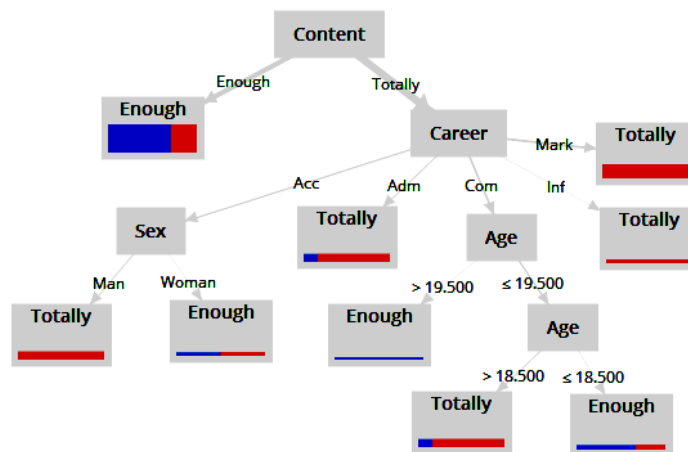 Content
Enough
Totally
Enough
Career
Mark
Totally
Acc
Adm
Com
Inf
Sex
Totally
Age
Totally
Man
Woman
> 19.500
≤ 19.500
Totally
Enough
Enough
Age
> 18.500
≤ 18.500
Totally
Enough